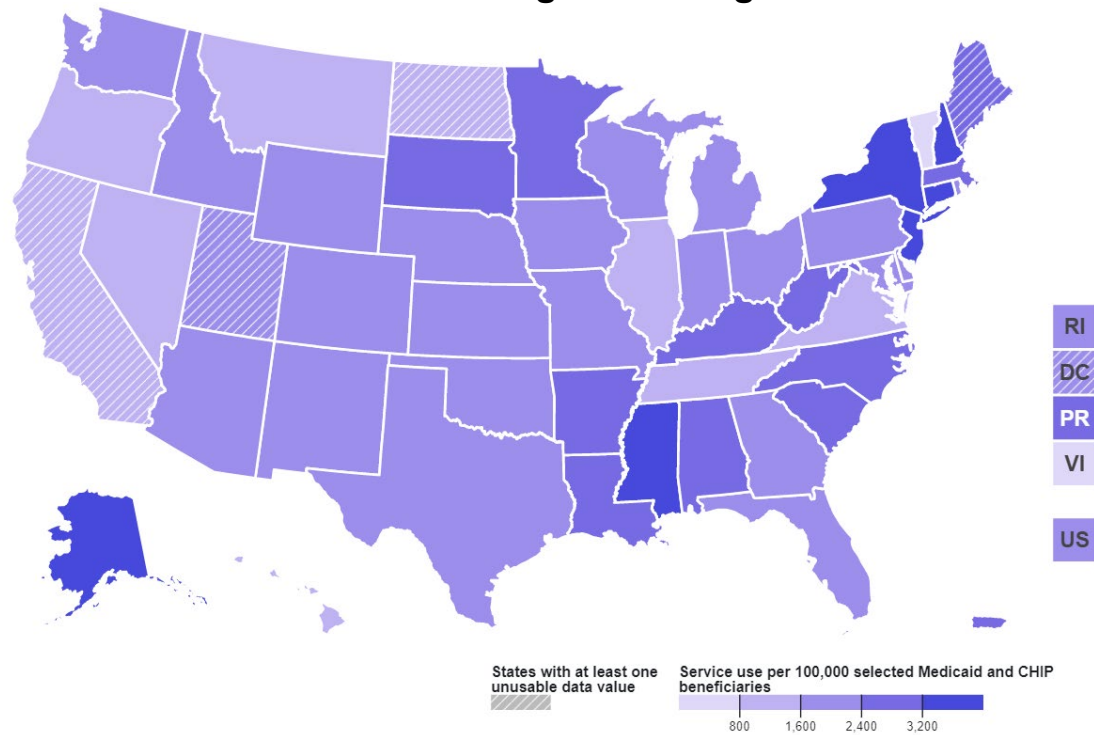 RI
DC
PR
VI
US
States with at least one
unusable data value
Service use per 100,000 selected Medicaid and CHIP
beneficiaries
800 1,600 2,400 3,200